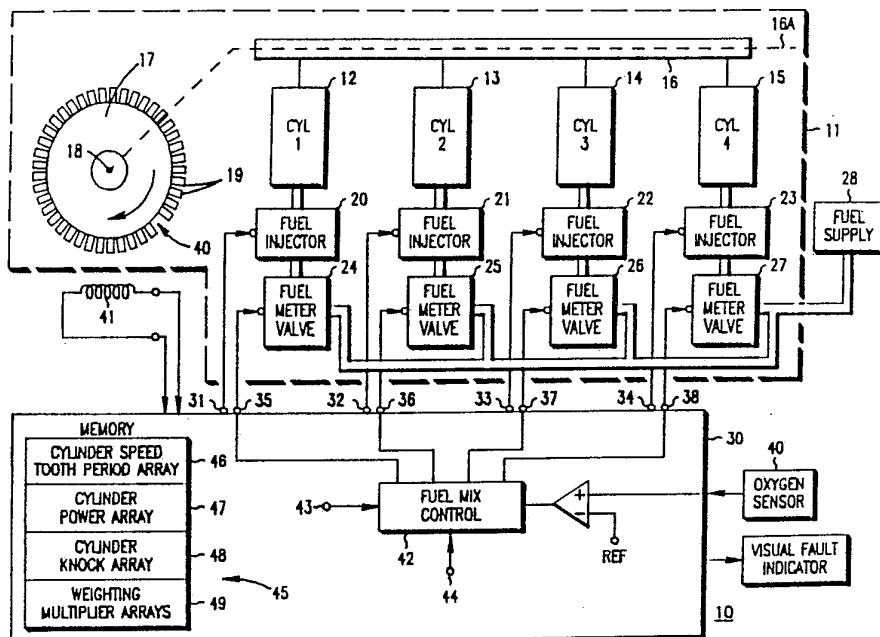 16A
17
12
13
14
15
16
CYL
1
CYL
2
CYL
3
CYL
4
11
18
19
40
20
21
22
23
28
FUEL
INJECTOR
FUEL
INJECTOR
FUEL
INJECTOR
FUEL
INJECTOR
FUEL
SUPPLY
24
25
26
27
FUEL
METER
VALVE
FUEL
METER
VALVE
FUEL
METER
VALVE
FUEL
METER
VALVE
41
31
35
32
36
33
37
34
38
30
MEMORY
CYLINDER SPEED
TOOTH PERIOD ARRAY
46
CYLINDER
POWER ARRAY
47
CYLINDER
KNOCK ARRAY
48
WEIGHTING
MULTIPLIER ARRAYS
49
45
43
FUEL MIX
CONTROL
42
44
+
−
REF
40
OXYGEN
SENSOR
VISUAL FAULT
INDICATOR
10